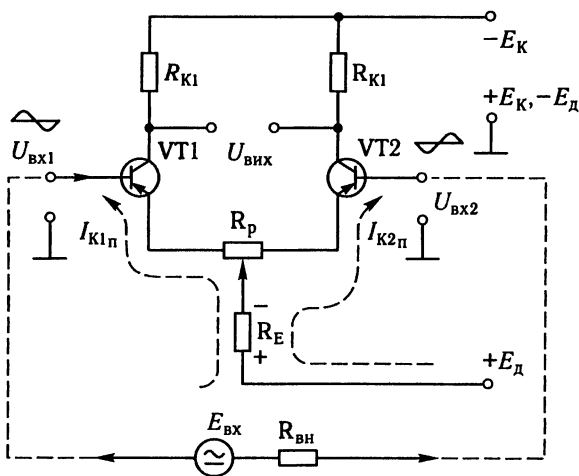 −E_К
R_К1
R_К1
+E_К, −E_д
VT1
VT2
U_вх1
U_вих
U_вх2
I_К1п
R_р
I_К2п
−
R_Е
+
+E_д
E_вх
R_вн